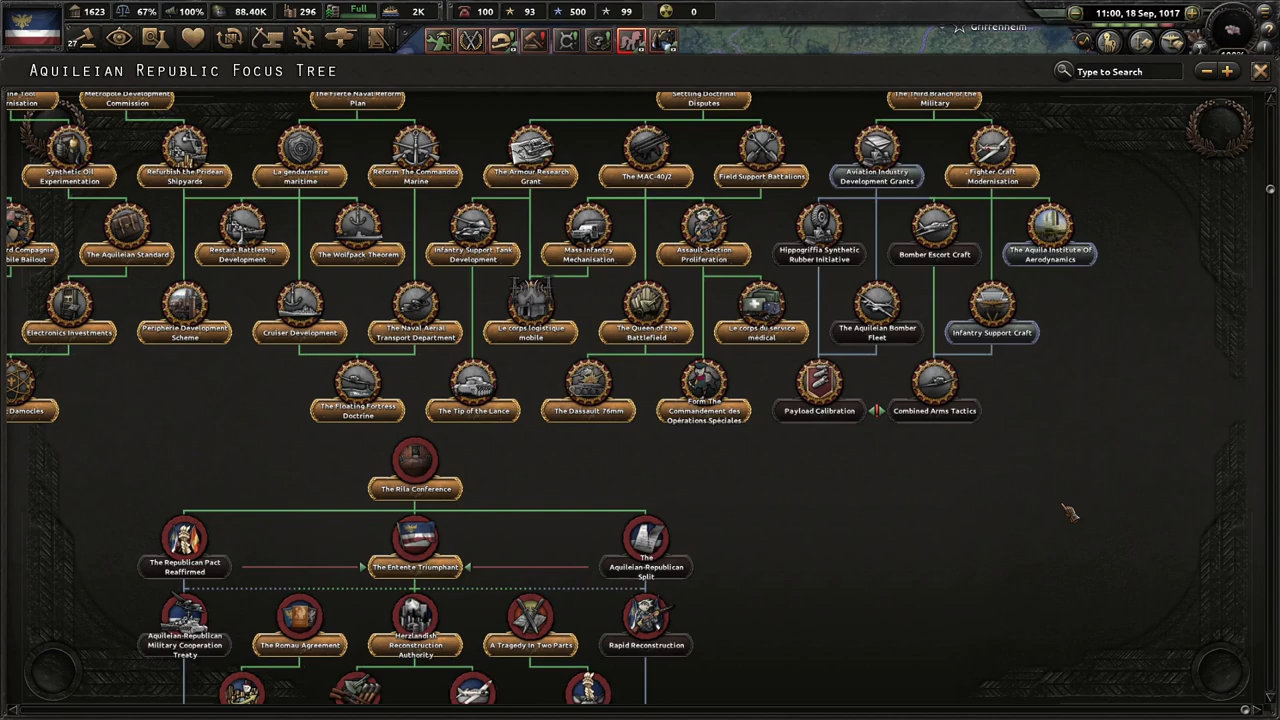 1623
67%
100%
88.40K
296
Full
2K
100
93
500
99
0
11:00, 18 Sep, 1017
27
Griffenheim
100%
Aquileian Republic Focus Tree
Type to Search
Metropole Development
Commission
The Fierte Naval Reform
Plan
Settling Doctrinal
Disputes
The Third Branch of the
Military
Synthetic Oil
Experimentation
Refurbish the Pridean
Shipyards
La gendarmerie
maritime
Reform The Commandos
Marine
The Armour Research
Grant
The MAC-40/2
Field Support Battalions
Aviation Industry
Development Grants
Fighter Craft
Modernisation
The Aquileian Standard
Restart Battleship
Development
The Wolfpack Theorem
Infantry Support Tank
Development
Mass Infantry
Mechanisation
Assault Section
Proliferation
Hippogriffia Synthetic
Rubber Initiative
Bomber Escort Craft
The Aquila Institute Of
Aerodynamics
Electronics Investments
Peripherie Development
Scheme
Cruiser Development
The Naval Aerial
Transport Department
Le corps logistique
mobile
The Queen of the
Battlefield
Le corps du service
médical
The Aquileian Bomber
Fleet
Infantry Support Craft
Damocles
The Floating Fortress
Doctrine
The Tip of the Lance
The Dassault 76mm
Form The
Commandement des
Opérations Spéciales
Payload Calibration
Combined Arms Tactics
The Rila Conference
The Republican Pact
Reaffirmed
The Entente Triumphant
The
Aquileian-Republican
Split
Aquileian-Republican
Military Cooperation
Treaty
The Romau Agreement
Herzlandish
Reconstruction
Authority
A Tragedy In Two Parts
Rapid Reconstruction